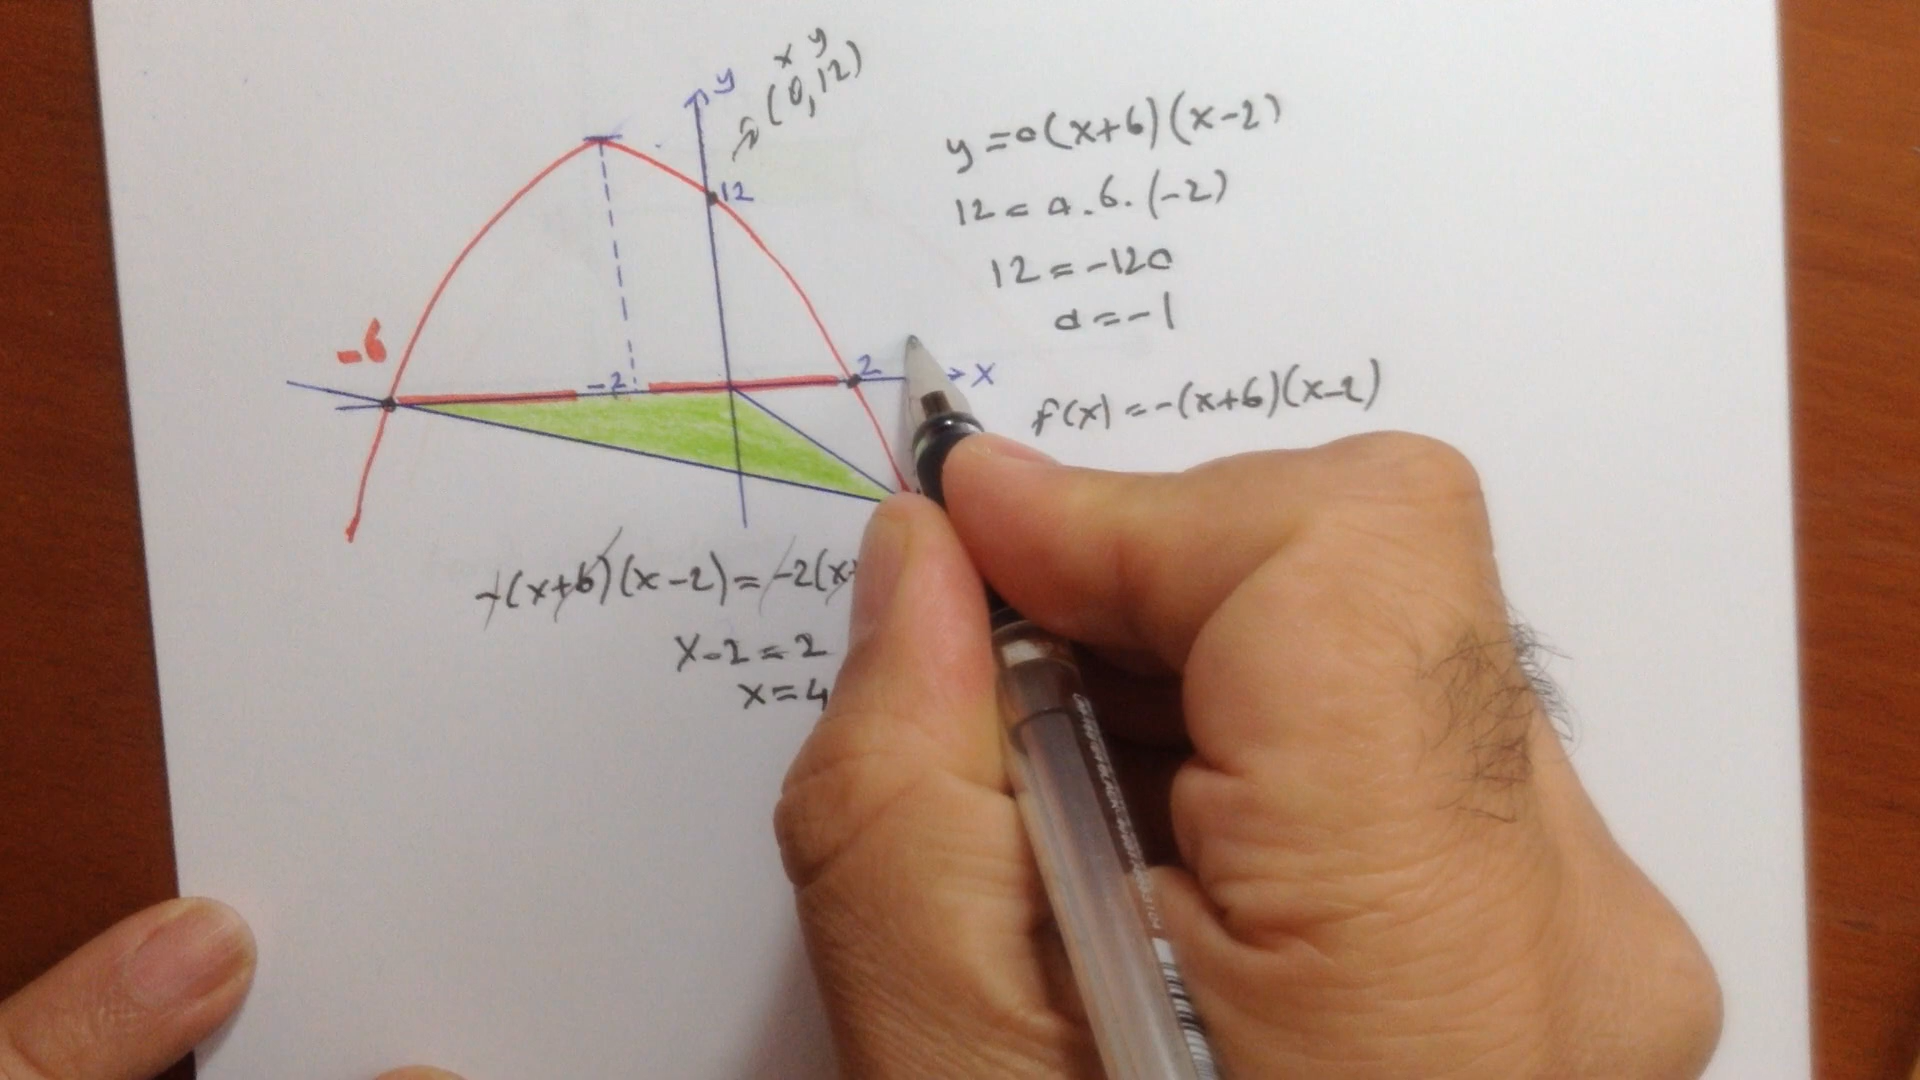 x y
(0,12)
y
12
-6
-2
2
x
y=a(x+6)(x-2)
12=a.6.(-2)
12=-12a
a=-1
f(x)=-(x+6)(x-2)
-(x+6)(x-2)=-2(x+
x-2=2
x=4